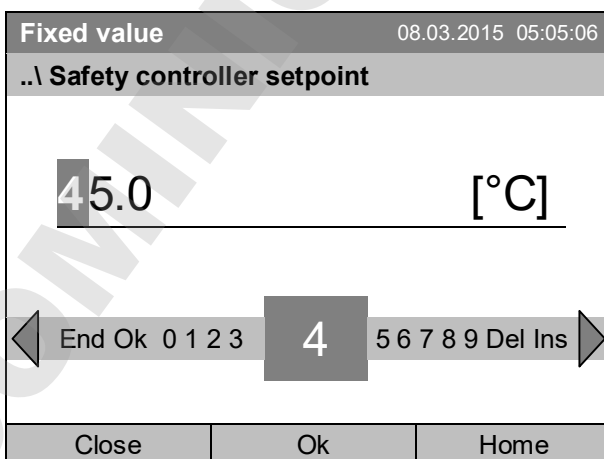 Fixed value 08.03.2015 05:05:06
..\ Safety controller setpoint
45.0 [°C]
End Ok 0 1 2 3 4 5 6 7 8 9 Del Ins
Close Ok Home